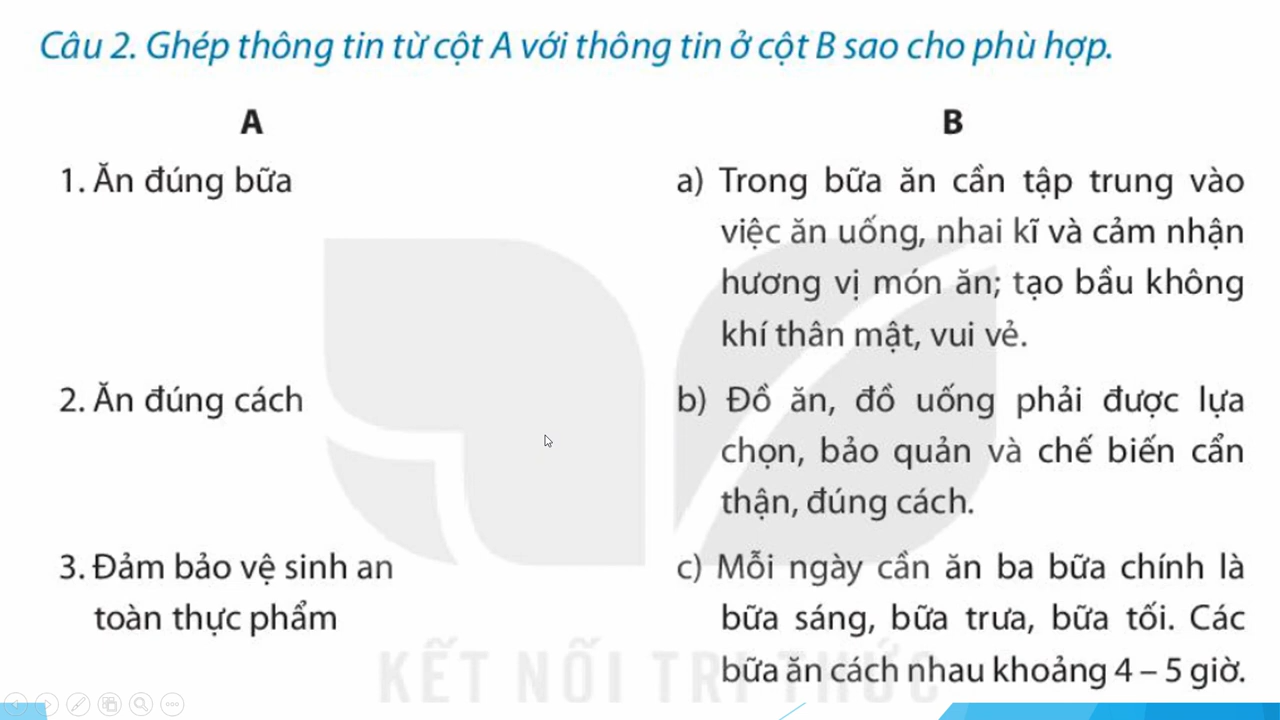 Câu 2. Ghép thông tin từ cột A với thông tin ở cột B sao cho phù hợp.
A
1. Ăn đúng bữa
2. Ăn đúng cách
3. Đảm bảo vệ sinh an
toàn thực phẩm
B
a) Trong bữa ăn cần tập trung vào
việc ăn uống, nhai kĩ và cảm nhận
hương vị món ăn; tạo bầu không
khí thân mật, vui vẻ.
b) Đồ ăn, đồ uống phải được lựa
chọn, bảo quản và chế biến cẩn
thận, đúng cách.
c) Mỗi ngày cần ăn ba bữa chính là
bữa sáng, bữa trưa, bữa tối. Các
bữa ăn cách nhau khoảng 4 – 5 giờ.
KẾT NỐI TRI THỨC